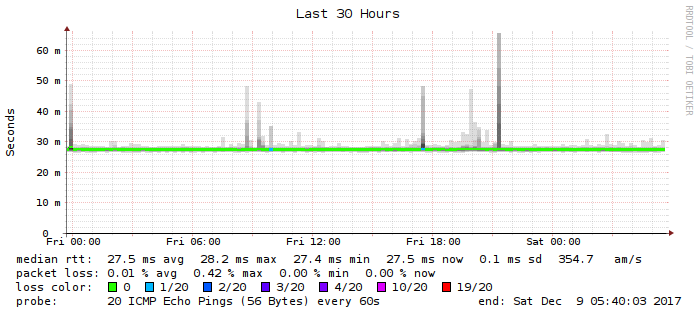 Last 30 Hours
RRDTOOL / TOBI OETIKER
Seconds
60 m
50 m
40 m
30 m
20 m
10 m
0
Fri 00:00 Fri 06:00 Fri 12:00 Fri 18:00 Sat 00:00
median rtt: 27.5 ms avg 28.2 ms max 27.4 ms min 27.5 ms now 0.1 ms sd 354.7 am/s
packet loss: 0.01 % avg 0.42 % max 0.00 % min 0.00 % now
loss color: 0 1/20 2/20 3/20 4/20 10/20 19/20
probe: 20 ICMP Echo Pings (56 Bytes) every 60s end: Sat Dec 9 05:40:03 2017